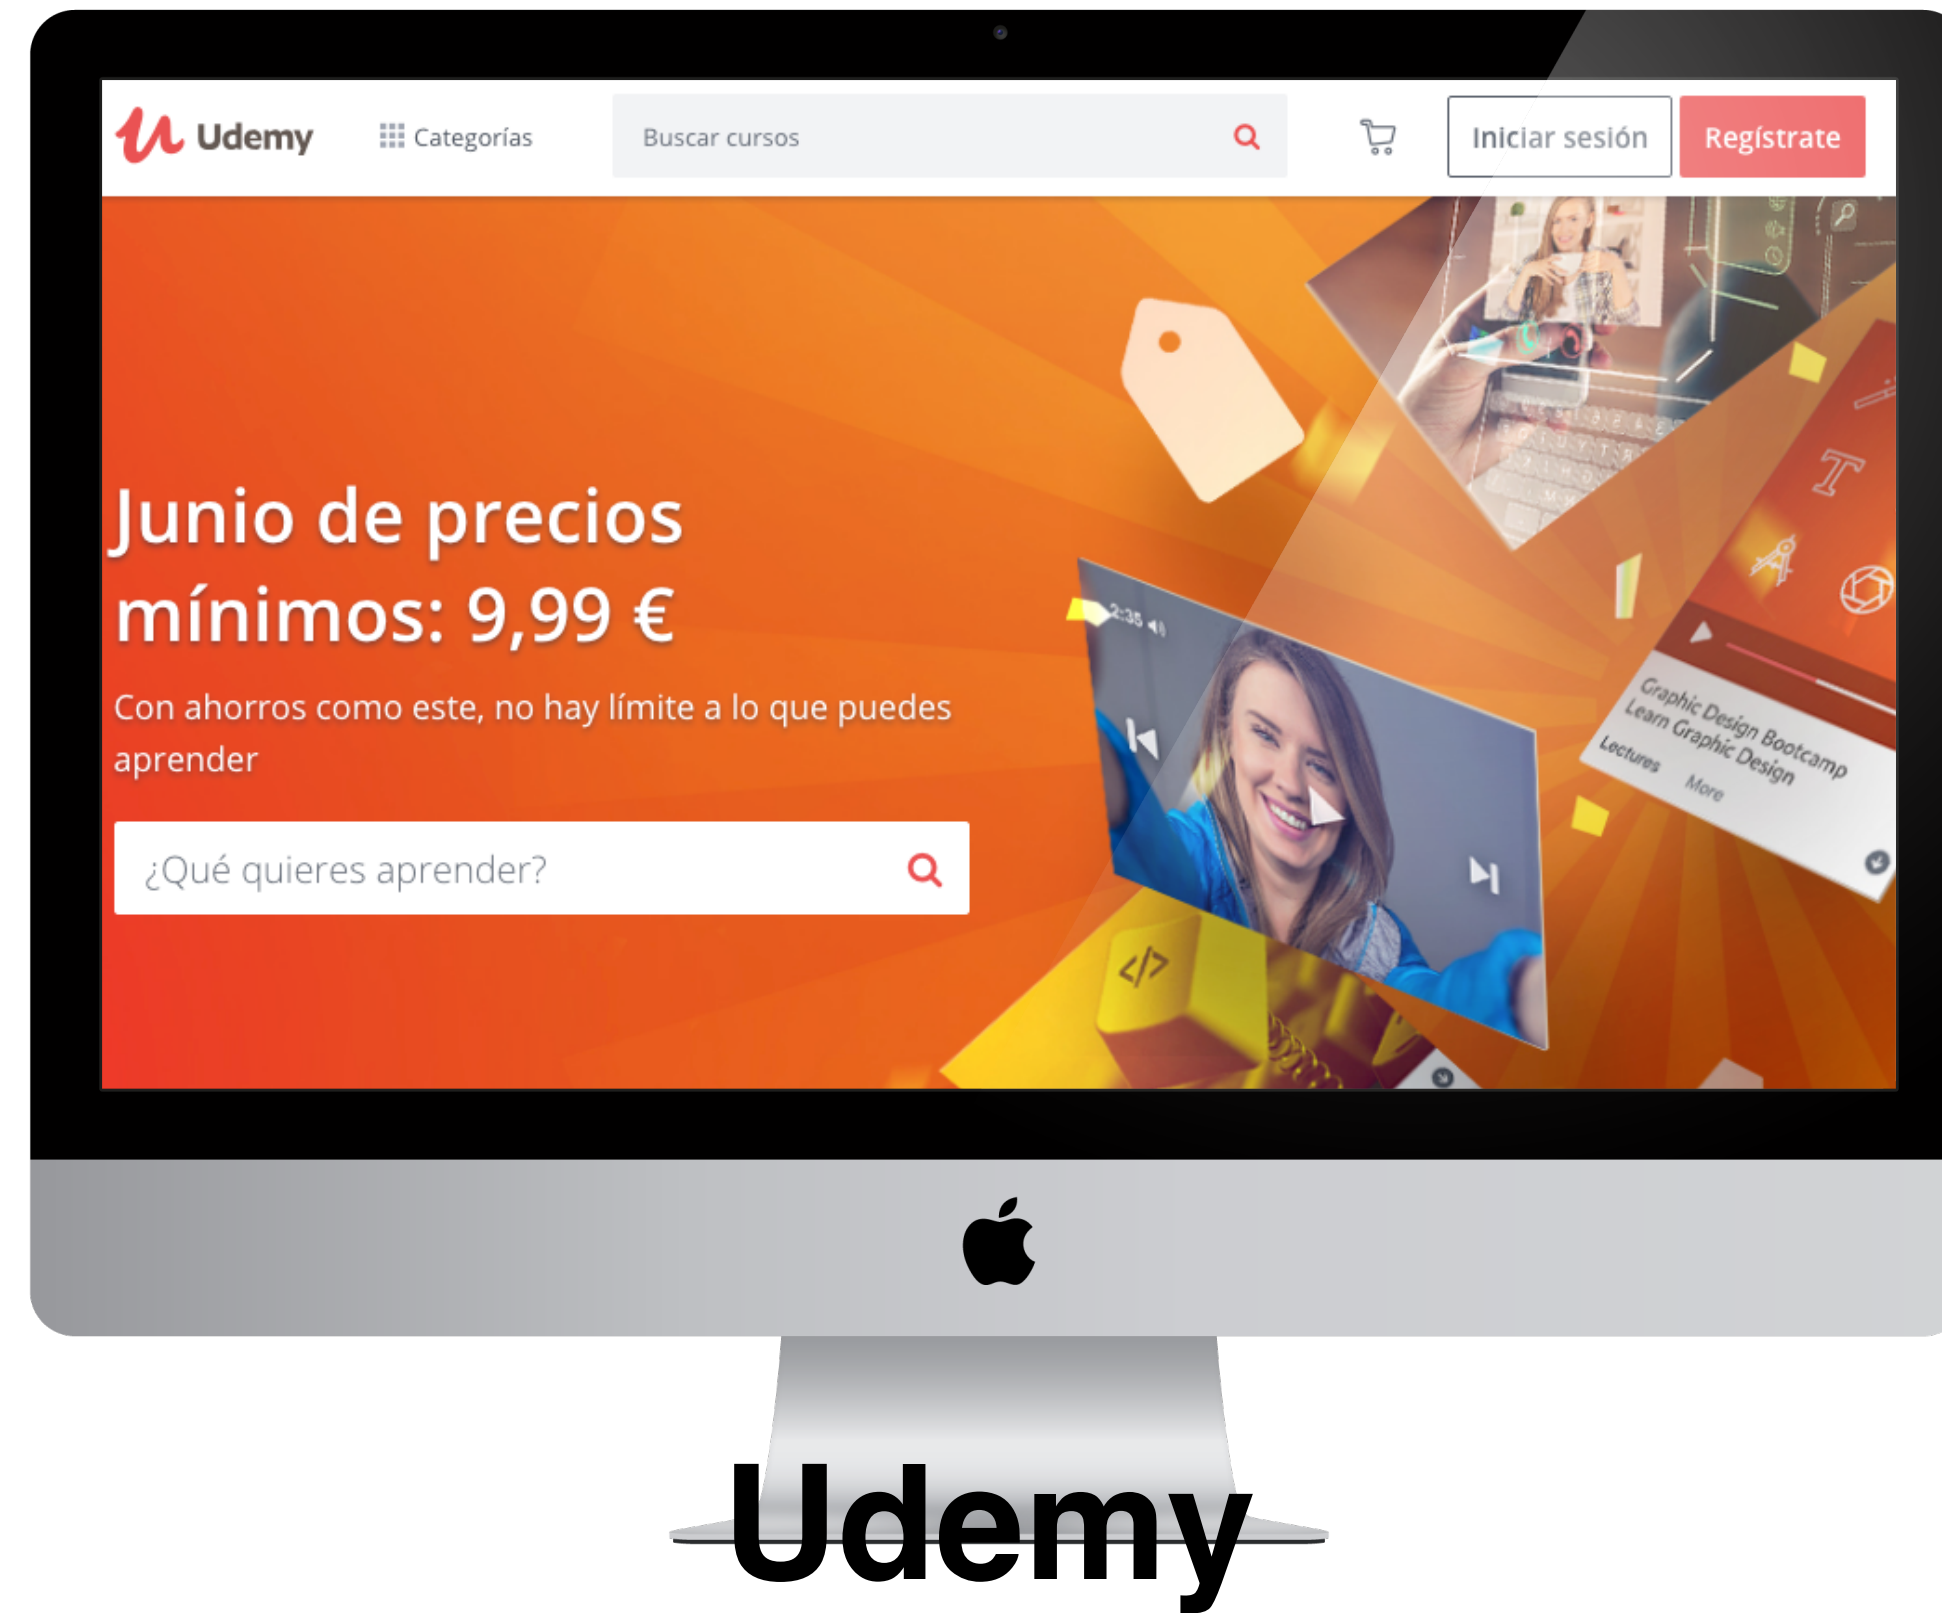 Udemy
Categorías
Buscar cursos
Iniciar sesión
Regístrate
Junio de precios
mínimos: 9,99 €
Con ahorros como este, no hay límite a lo que puedes
aprender
¿Qué quieres aprender?
2:35
T
Graphic Design Bootcamp
Learn Graphic Design
Lectures More
</>
Udemy